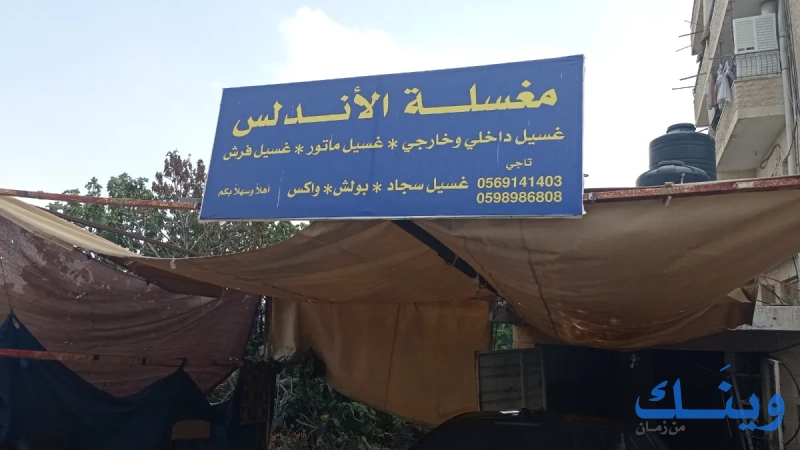 مغسلة الأندلس
غسيل داخلي وخارجي * غسيل ماتور * غسيل فرش
تاجي
0569141403 غسيل سجاد * بولش * واكس أهلاً وسهلاً بكم
0598986808
وينك
من زمان